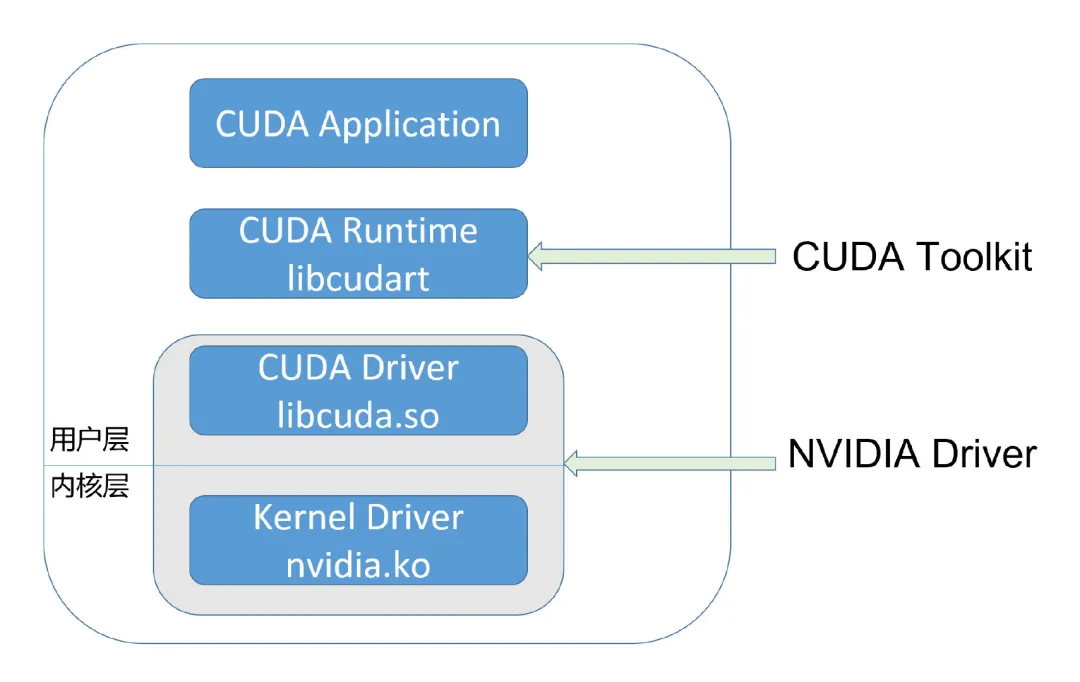 CUDA Application
CUDA Runtime
libcudart
CUDA Toolkit
CUDA Driver
libcuda.so
用户层
NVIDIA Driver
内核层
Kernel Driver
nvidia.ko